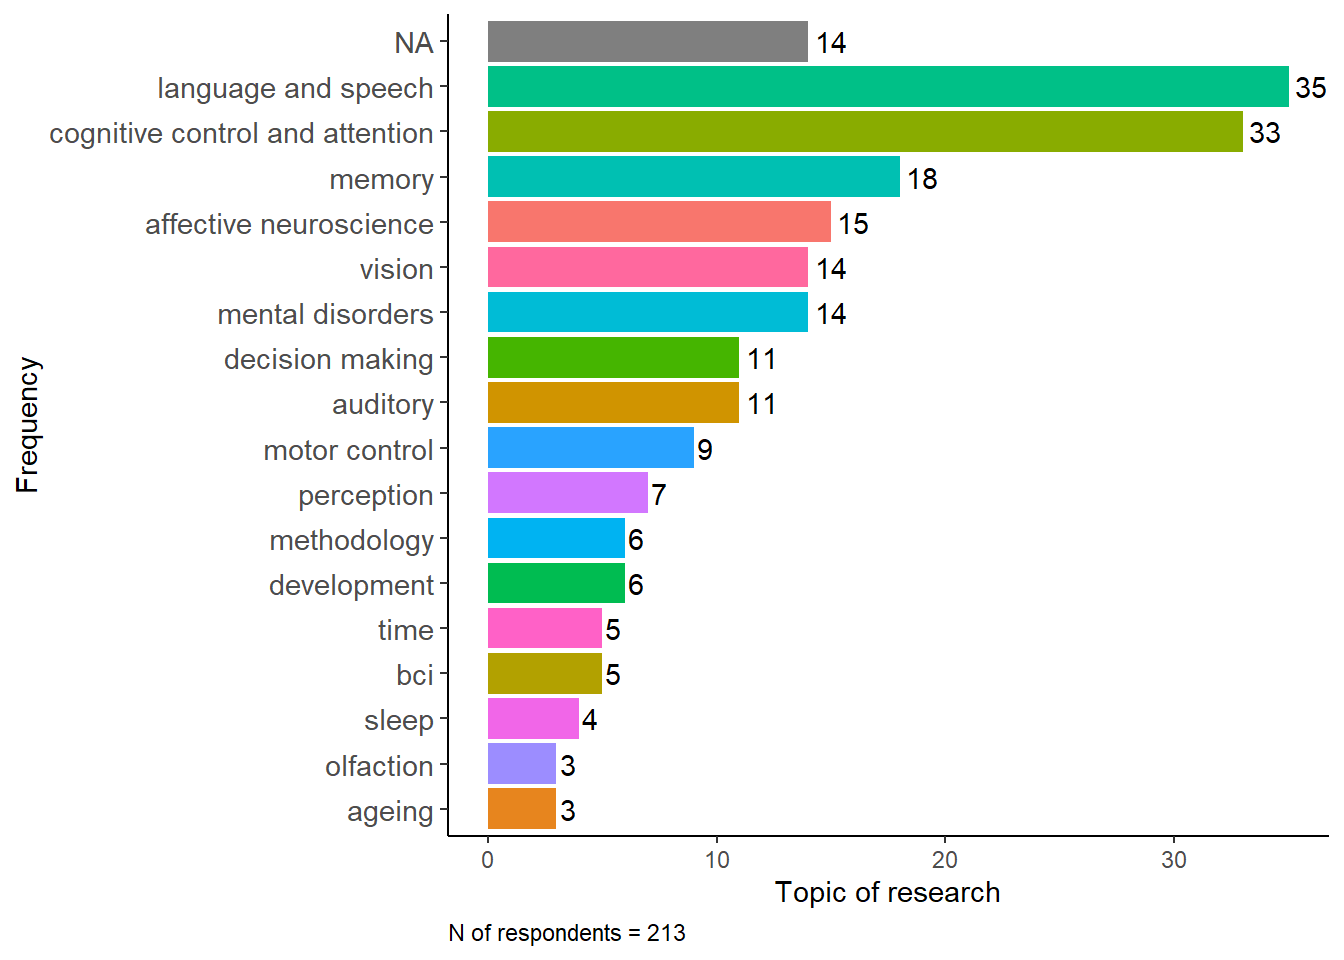 NA 14
language and speech 35
cognitive control and attention 33
memory 18
affective neuroscience 15
vision 14
mental disorders 14
decision making 11
auditory 11
motor control 9
perception 7
methodology 6
development 6
time 5
bci 5
sleep 4
olfaction 3
ageing 3
Frequency
0 10 20 30
Topic of research
N of respondents = 213